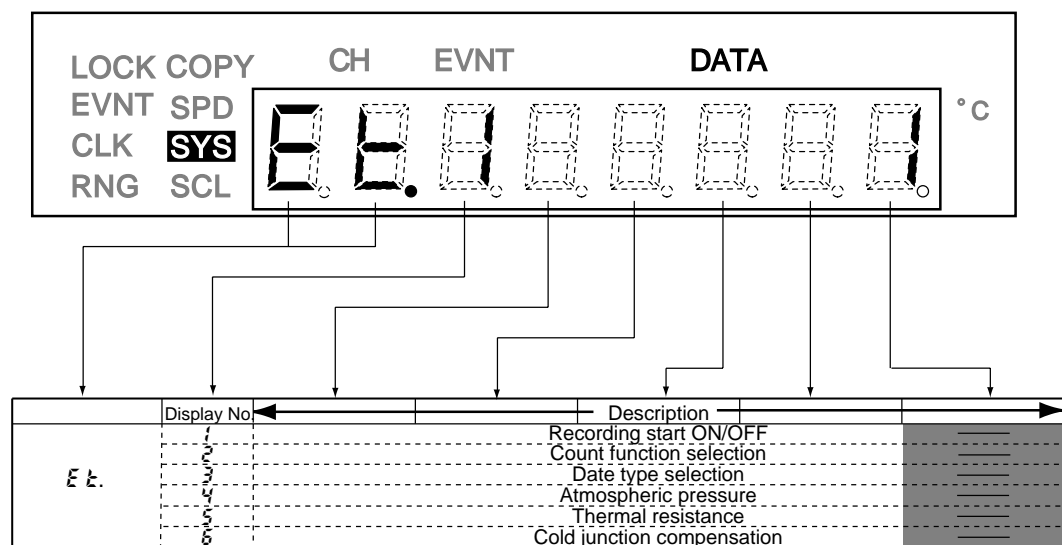 LOCK COPY CH EVNT DATA
EVNT SPD
CLK SYS
RNG SCL
Et.1 1
°C
Display No. Description
1 Recording start ON/OFF
2 Count function selection
Et. 3 Date type selection
4 Atmospheric pressure
5 Thermal resistance
6 Cold junction compensation